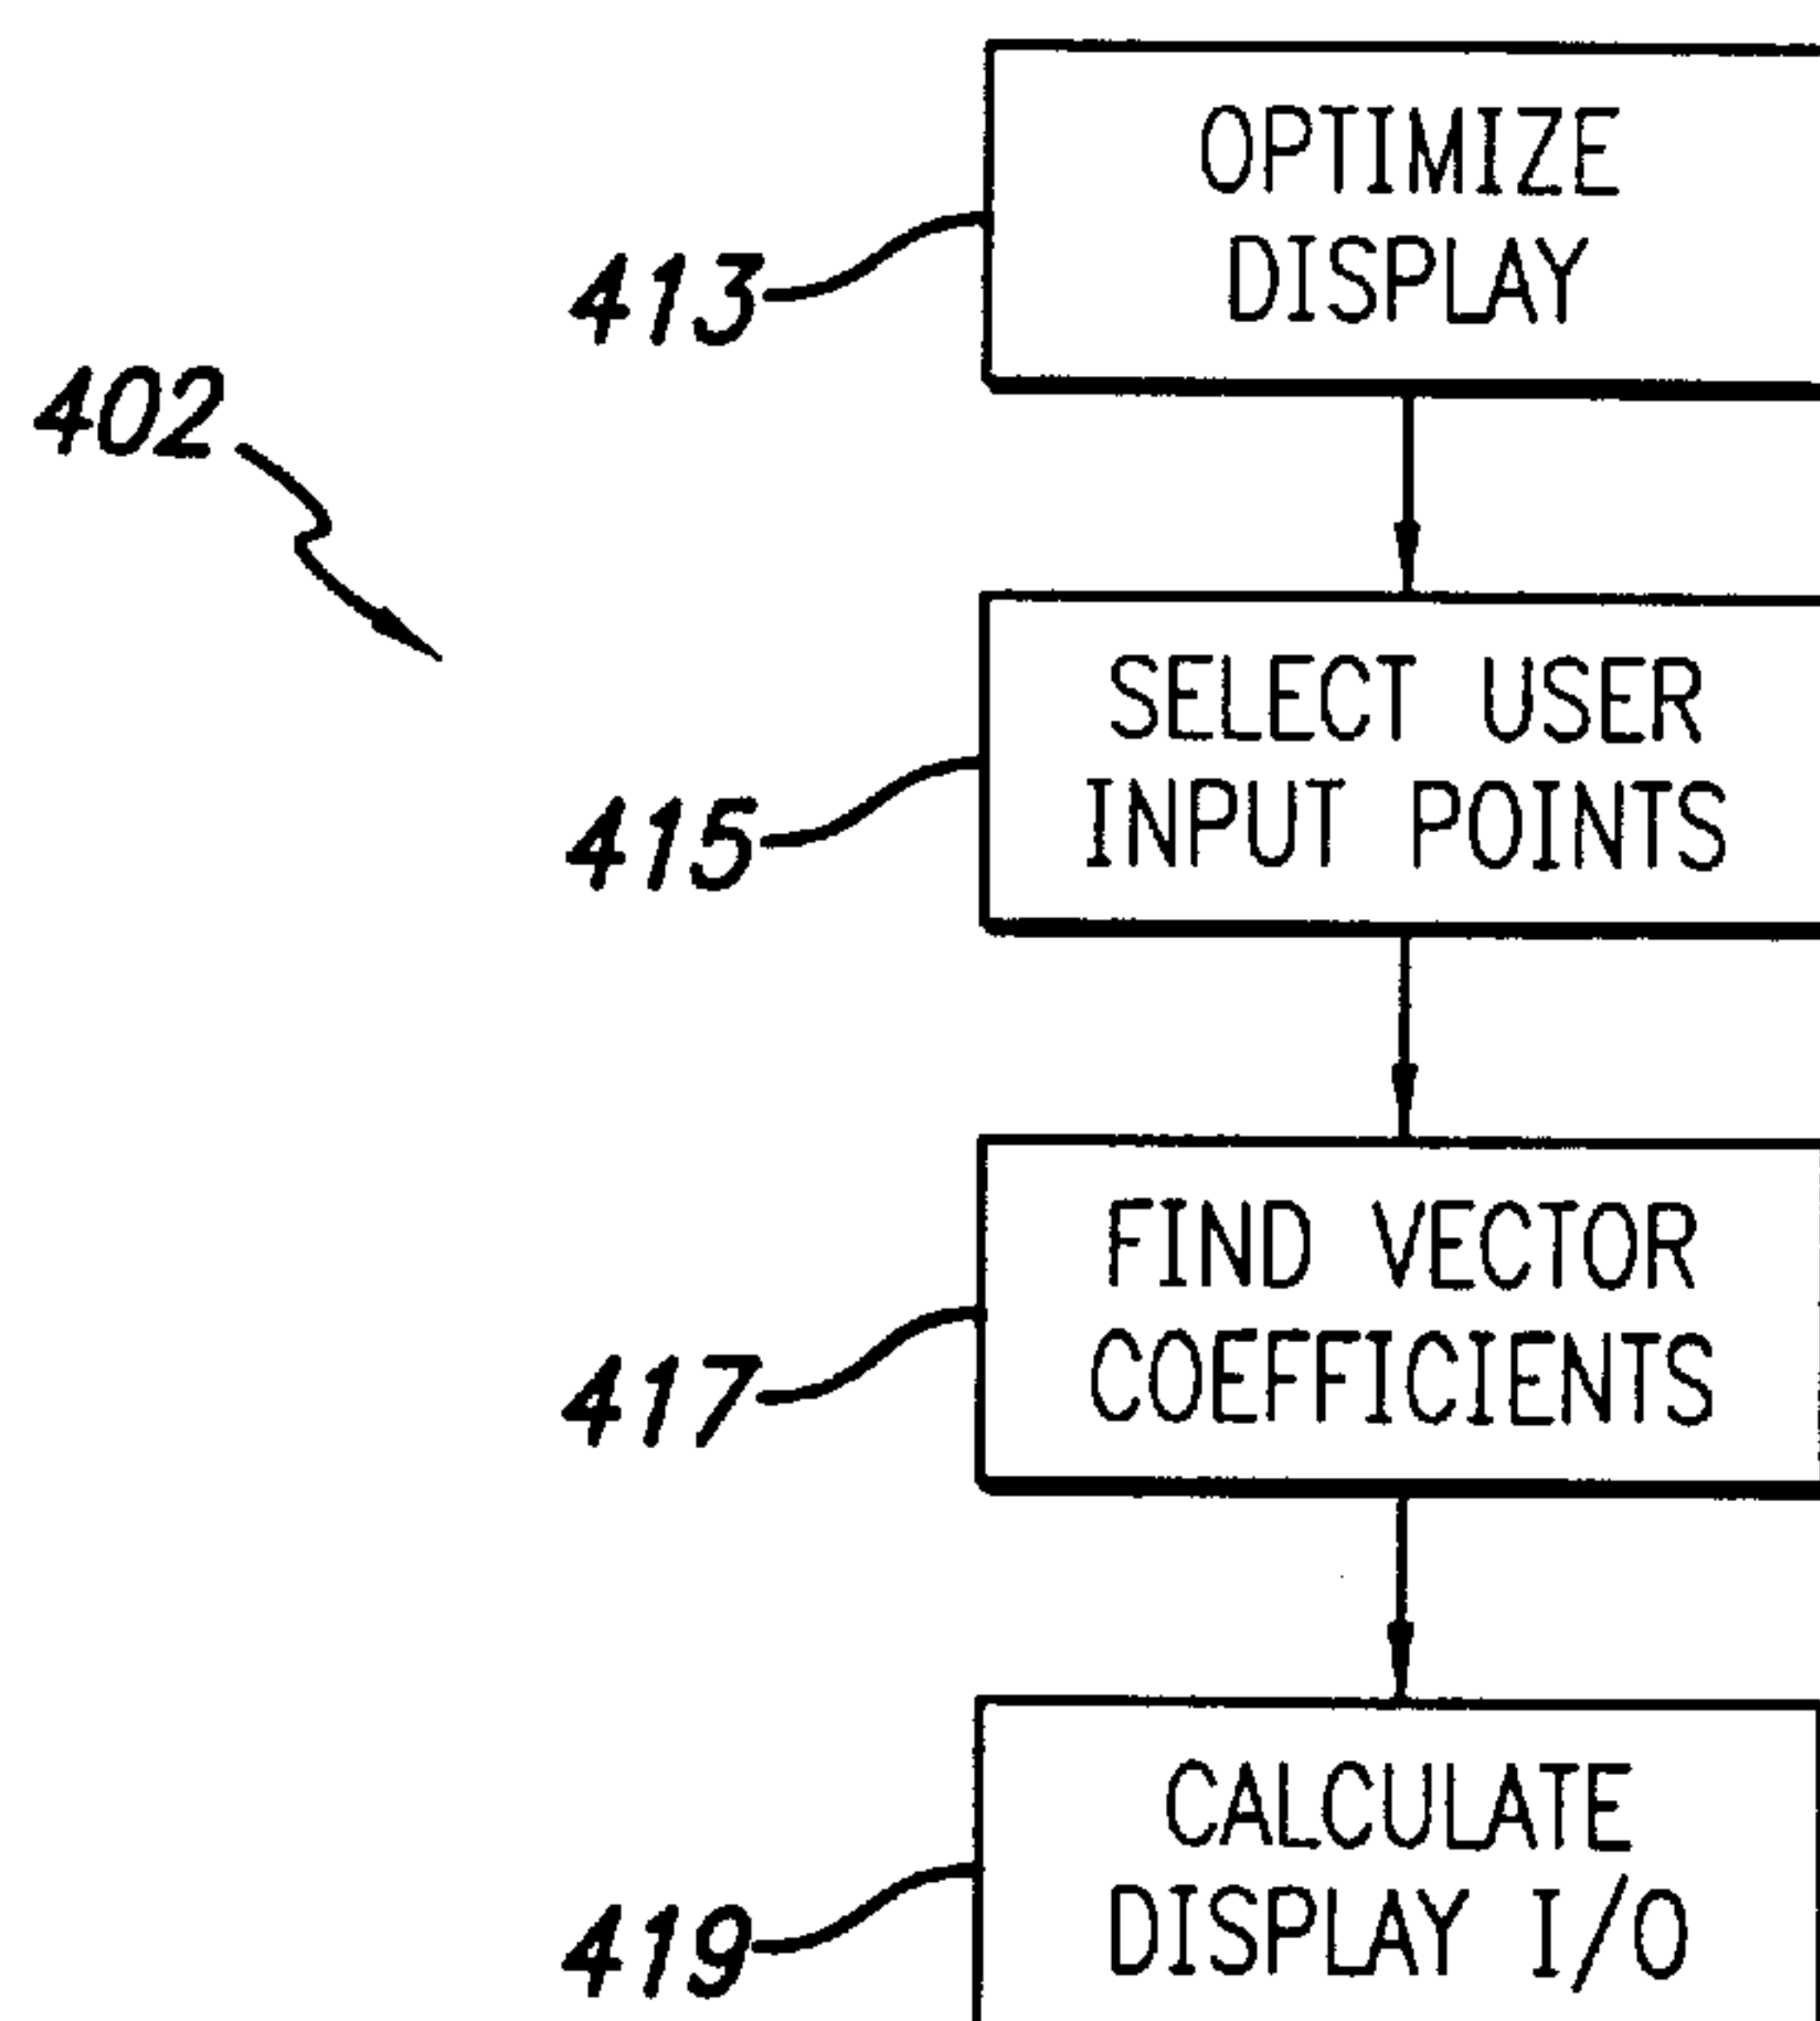 OPTIMIZE
DISPLAY
413
402
SELECT USER
INPUT POINTS
415
FIND VECTOR
COEFFICIENTS
417
CALCULATE
DISPLAY I/O
419